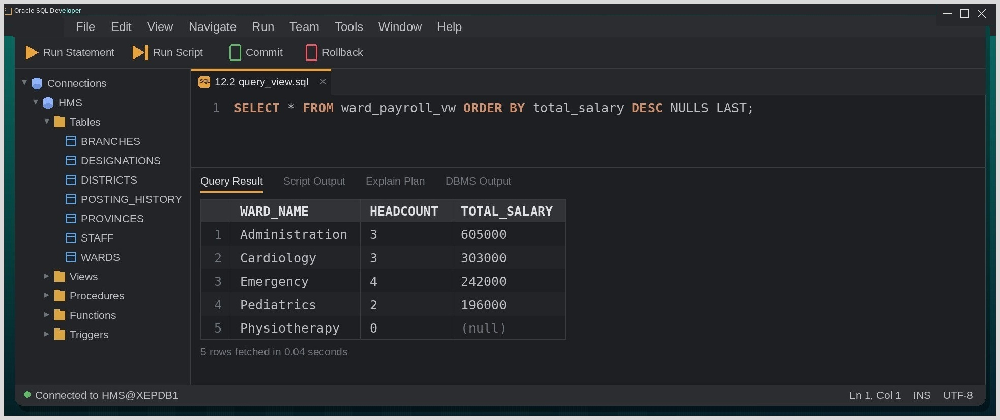 Oracle SQL Developer
File Edit View Navigate Run Team Tools Window Help
Run Statement Run Script Commit Rollback
Connections
HMS
Tables
BRANCHES
DESIGNATIONS
DISTRICTS
POSTING_HISTORY
PROVINCES
STAFF
WARDS
Views
Procedures
Functions
Triggers
SQL 12.2 query_view.sql ×
1 SELECT * FROM ward_payroll_vw ORDER BY total_salary DESC NULLS LAST;
Query Result Script Output Explain Plan DBMS Output
WARD_NAME HEADCOUNT TOTAL_SALARY
1 Administration 3 605000
2 Cardiology 3 303000
3 Emergency 4 242000
4 Pediatrics 2 196000
5 Physiotherapy 0 (null)
5 rows fetched in 0.04 seconds
Connected to HMS@XEPDB1 Ln 1, Col 1 INS UTF-8